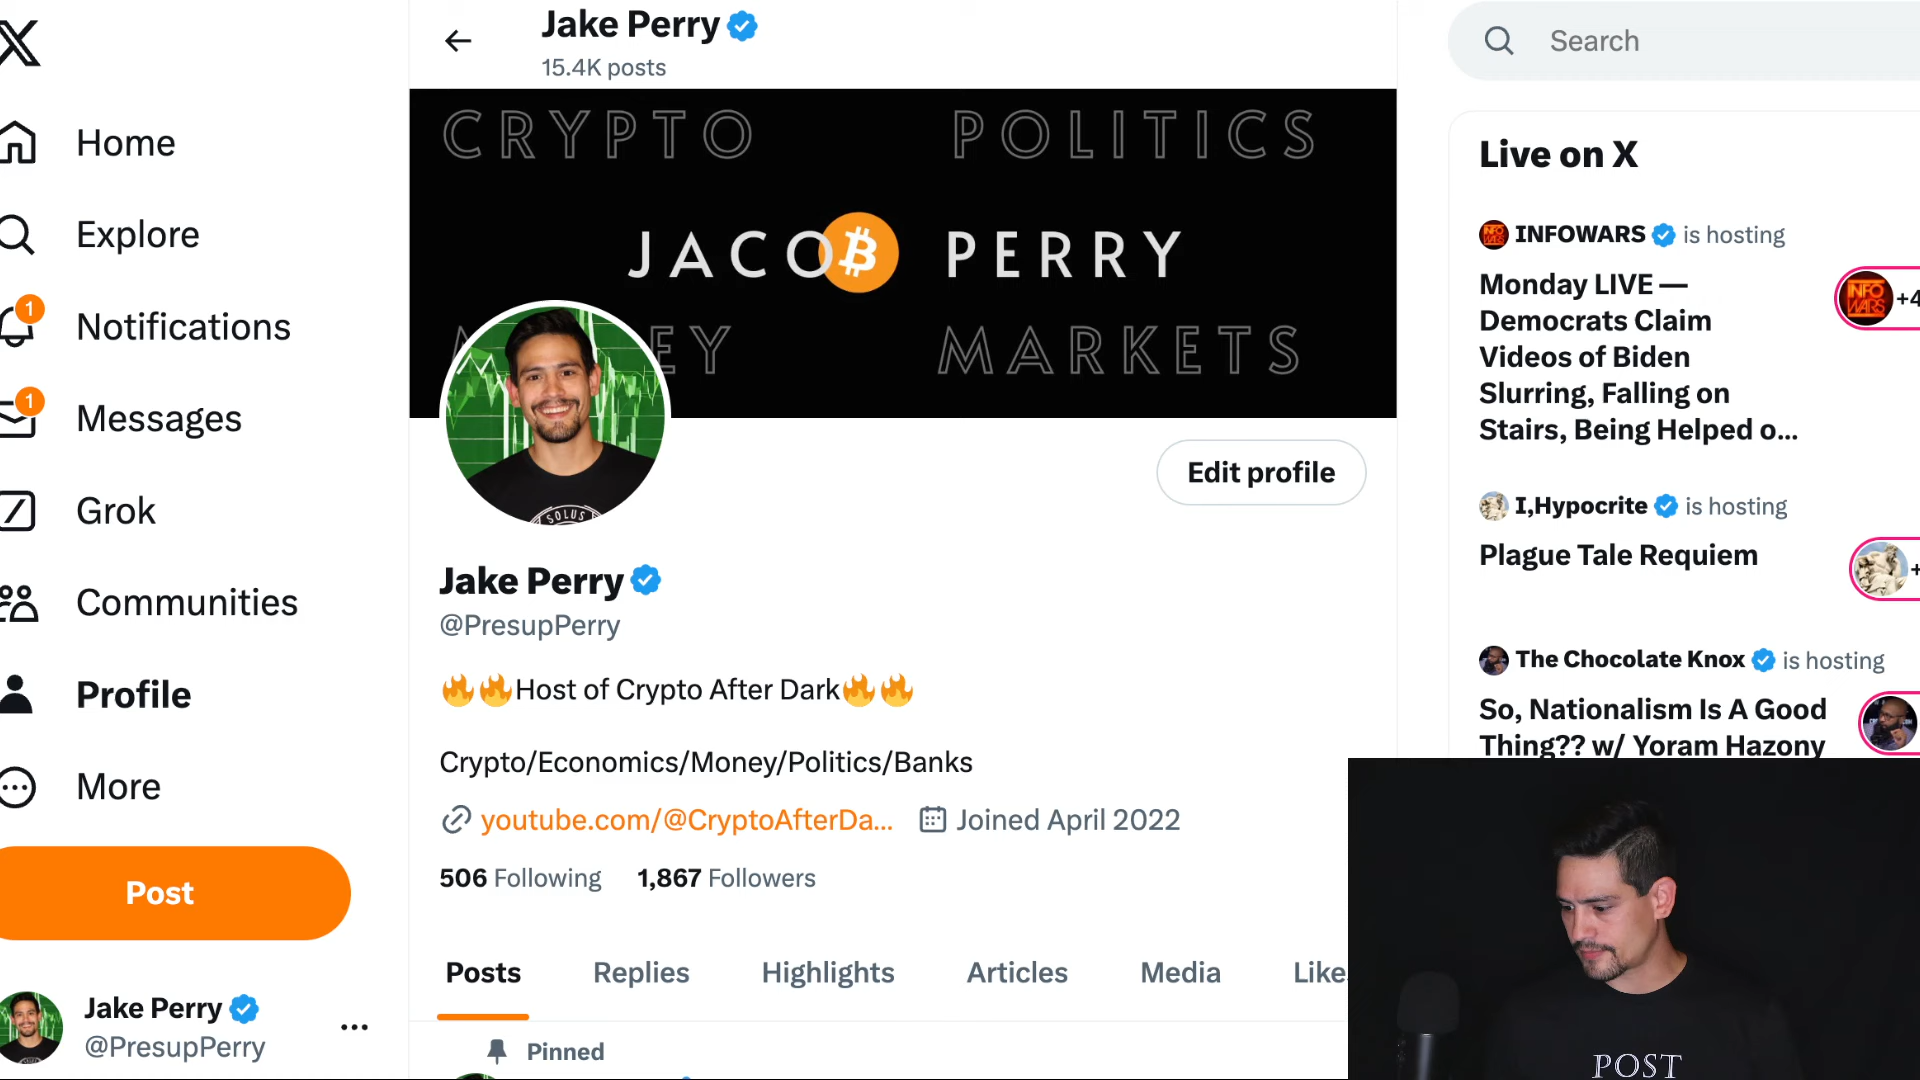 Home
Explore
1
Notifications
1
Messages
Grok
Communities
Profile
More
Post
Jake Perry
@PresupPerry
Jake Perry
15.4K posts
CRYPTO POLITICS
JACOB PERRY
EY MARKETS
SOLUS
Edit profile
Jake Perry
@PresupPerry
🔥🔥Host of Crypto After Dark🔥🔥
Crypto/Economics/Money/Politics/Banks
youtube.com/@CryptoAfterDa... Joined April 2022
506 Following 1,867 Followers
Posts Replies Highlights Articles Media Like
Pinned
Search
Live on X
INFOWARS is hosting
Monday LIVE —
Democrats Claim
Videos of Biden
Slurring, Falling on
Stairs, Being Helped o...
INFO
WARS
+4
I,Hypocrite is hosting
Plague Tale Requiem
+
The Chocolate Knox is hosting
So, Nationalism Is A Good
Thing?? w/ Yoram Hazony
POST